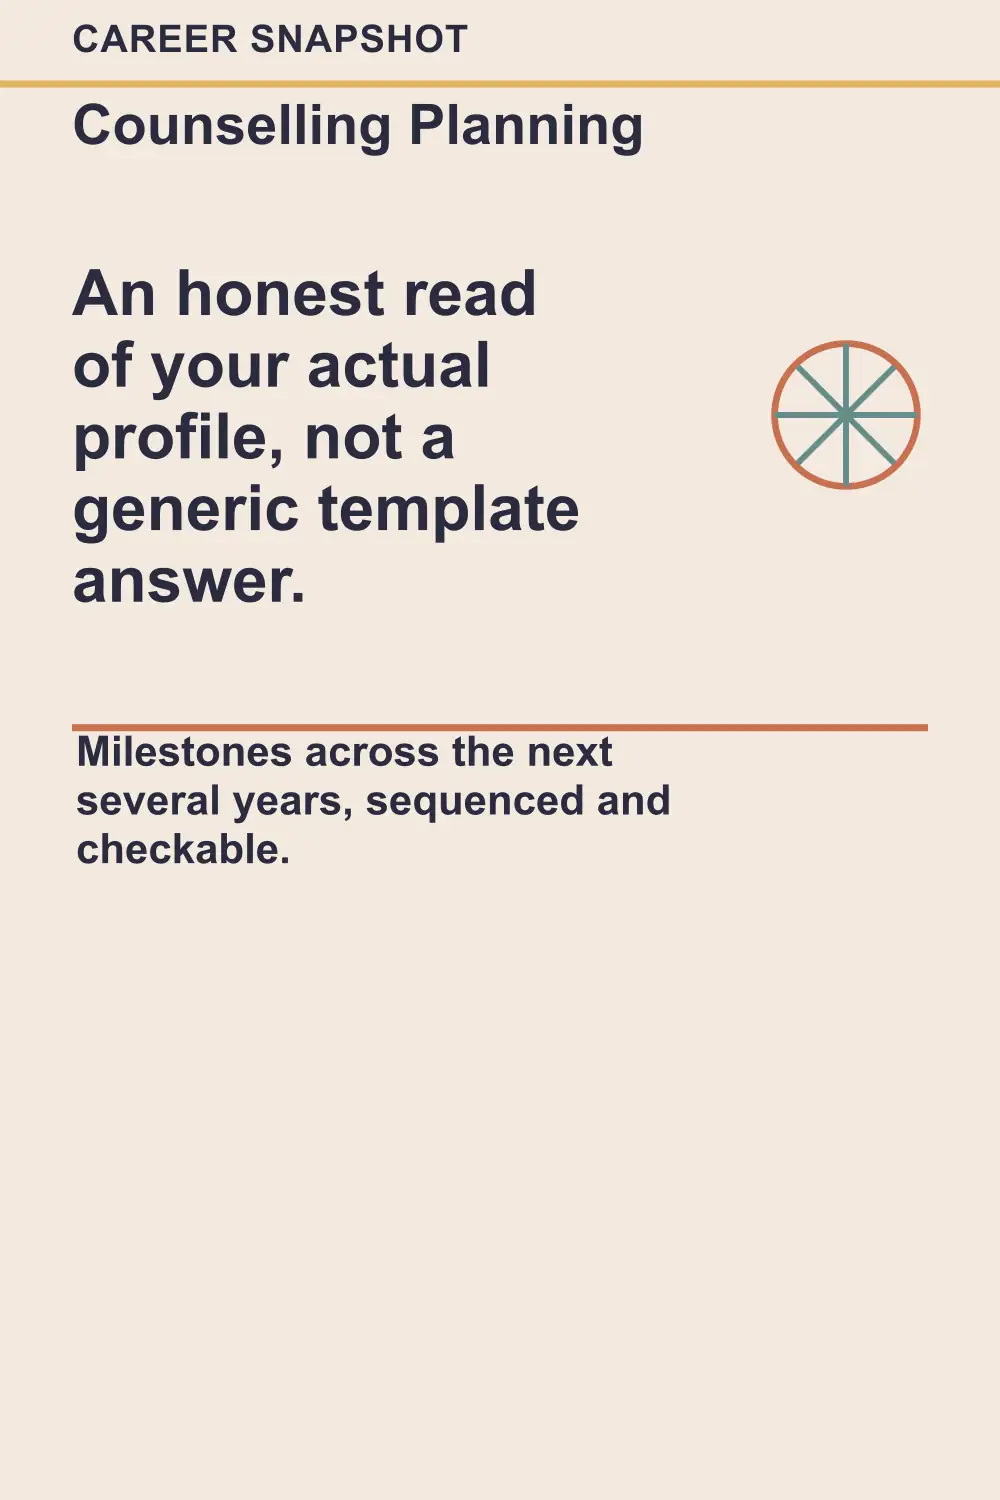 CAREER SNAPSHOT
Counselling Planning
An honest read
of your actual
profile, not a
generic template
answer.
Milestones across the next
several years, sequenced and
checkable.